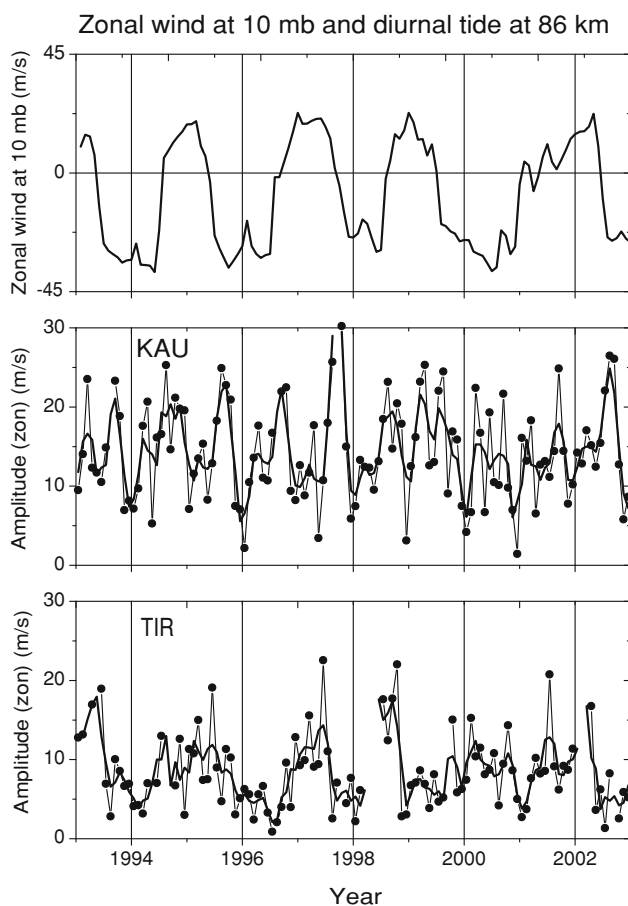 Zonal wind at 10 mb and diurnal tide at 86 km
Zonal wind at 10 mb (m/s)
45
0
-45
Amplitude (zon) (m/s)
30
20
10
0
KAU
Amplitude (zon) (m/s)
30
20
10
0
TIR
1994 1996 1998 2000 2002
Year